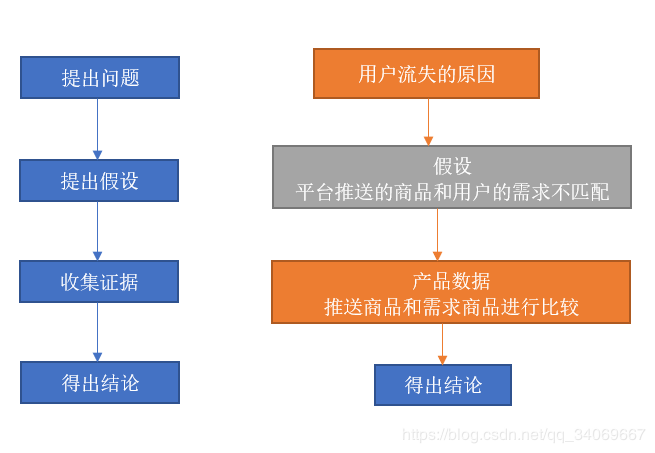 提出问题
提出假设
收集证据
得出结论
用户流失的原因
假设
平台推送的商品和用户的需求不匹配
产品数据
推送商品和需求商品进行比较
得出结论
https://blog.csdn.net/qq_34069667